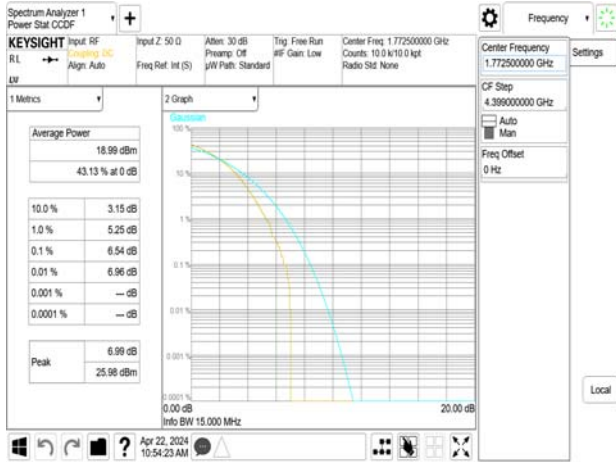 Spectrum Analyzer 1
Power Stat CCDF
+
Frequency
KEYSIGHT
RL
Input: RF
Coupling: DC
Align: Auto
Input Z: 50 Ω
Freq Ref: Int (S)
Atten: 30 dB
Preamp: Off
µW Path: Standard
Trig: Free Run
#IF Gain: Low
Center Freq: 1.772500000 GHz
Counts: 10.0 k/10.0 kpt
Radio Std: None
Center Frequency
1.772500000 GHz
Settings
CF Step
4.399000000 GHz
Auto
Man
Freq Offset
0 Hz
Local
1 Metrics
Average Power
18.99 dBm
43.13 % at 0 dB
10.0 % 3.15 dB
1.0 % 5.25 dB
0.1 % 6.54 dB
0.01 % 6.96 dB
0.001 % --- dB
0.0001 % --- dB
Peak
6.99 dB
25.98 dBm
2 Graph
Gaussian
100 %
10 %
1 %
0.1 %
0.01 %
0.001 %
0.0001 %
0.00 dB
20.00 dB
Info BW 15.000 MHz
?
Apr 22, 2024
10:54:23 AM